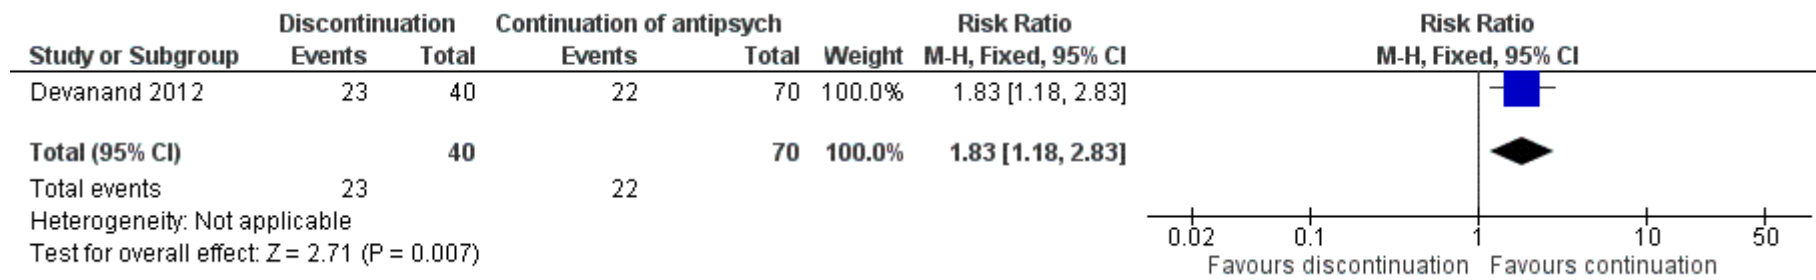 Discontinuation Continuation of antipsych Risk Ratio Risk Ratio
Study or Subgroup Events Total Events Total Weight M-H, Fixed, 95% CI M-H, Fixed, 95% CI
Devanand 2012 23 40 22 70 100.0% 1.83 [1.18, 2.83]
Total (95% CI) 40 70 100.0% 1.83 [1.18, 2.83]
Total events 23 22
Heterogeneity: Not applicable
Test for overall effect: Z = 2.71 (P = 0.007)
0.02 0.1 1 10 50
Favours discontinuation Favours continuation